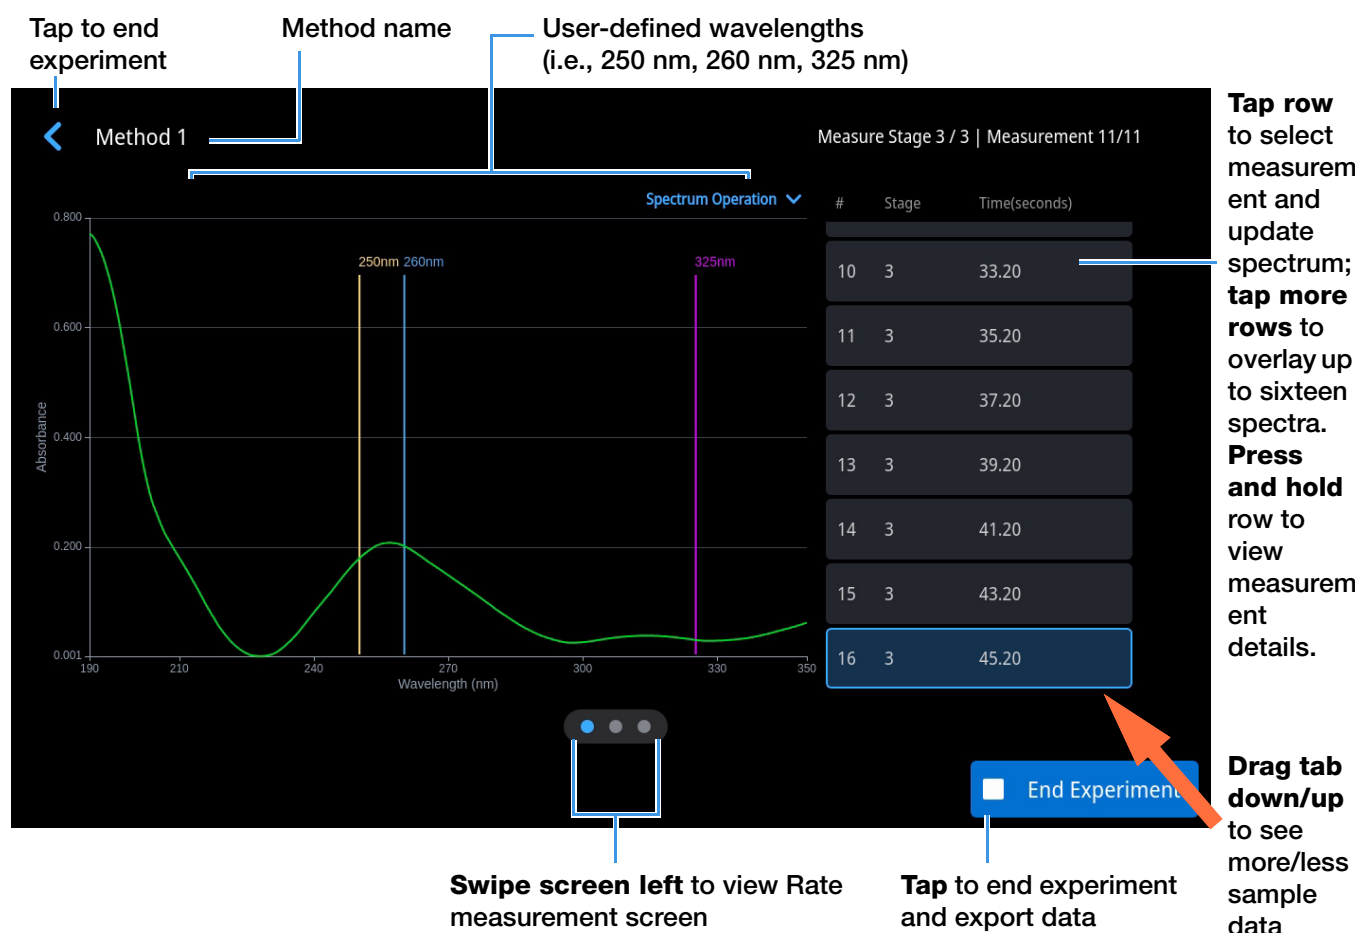 Tap to end
experiment
Method name
User-defined wavelengths
(i.e., 250 nm, 260 nm, 325 nm)
Method 1
Measure Stage 3 / 3 | Measurement 11/11
Spectrum Operation
# Stage Time(seconds)
10 3 33.20
11 3 35.20
12 3 37.20
13 3 39.20
14 3 41.20
15 3 43.20
16 3 45.20
0.800
0.600
0.400
0.200
0.001
Absorbance
250nm 260nm 325nm
190 210 240 270 300 330 350
Wavelength (nm)
End Experiment
Tap row
to select
measurem
ent and
update
spectrum;
tap more
rows to
overlay up
to sixteen
spectra.
Press
and hold
row to
view
measurem
ent
details.
Drag tab
down/up
to see
more/less
sample
data
Swipe screen left to view Rate
measurement screen
Tap to end experiment
and export data